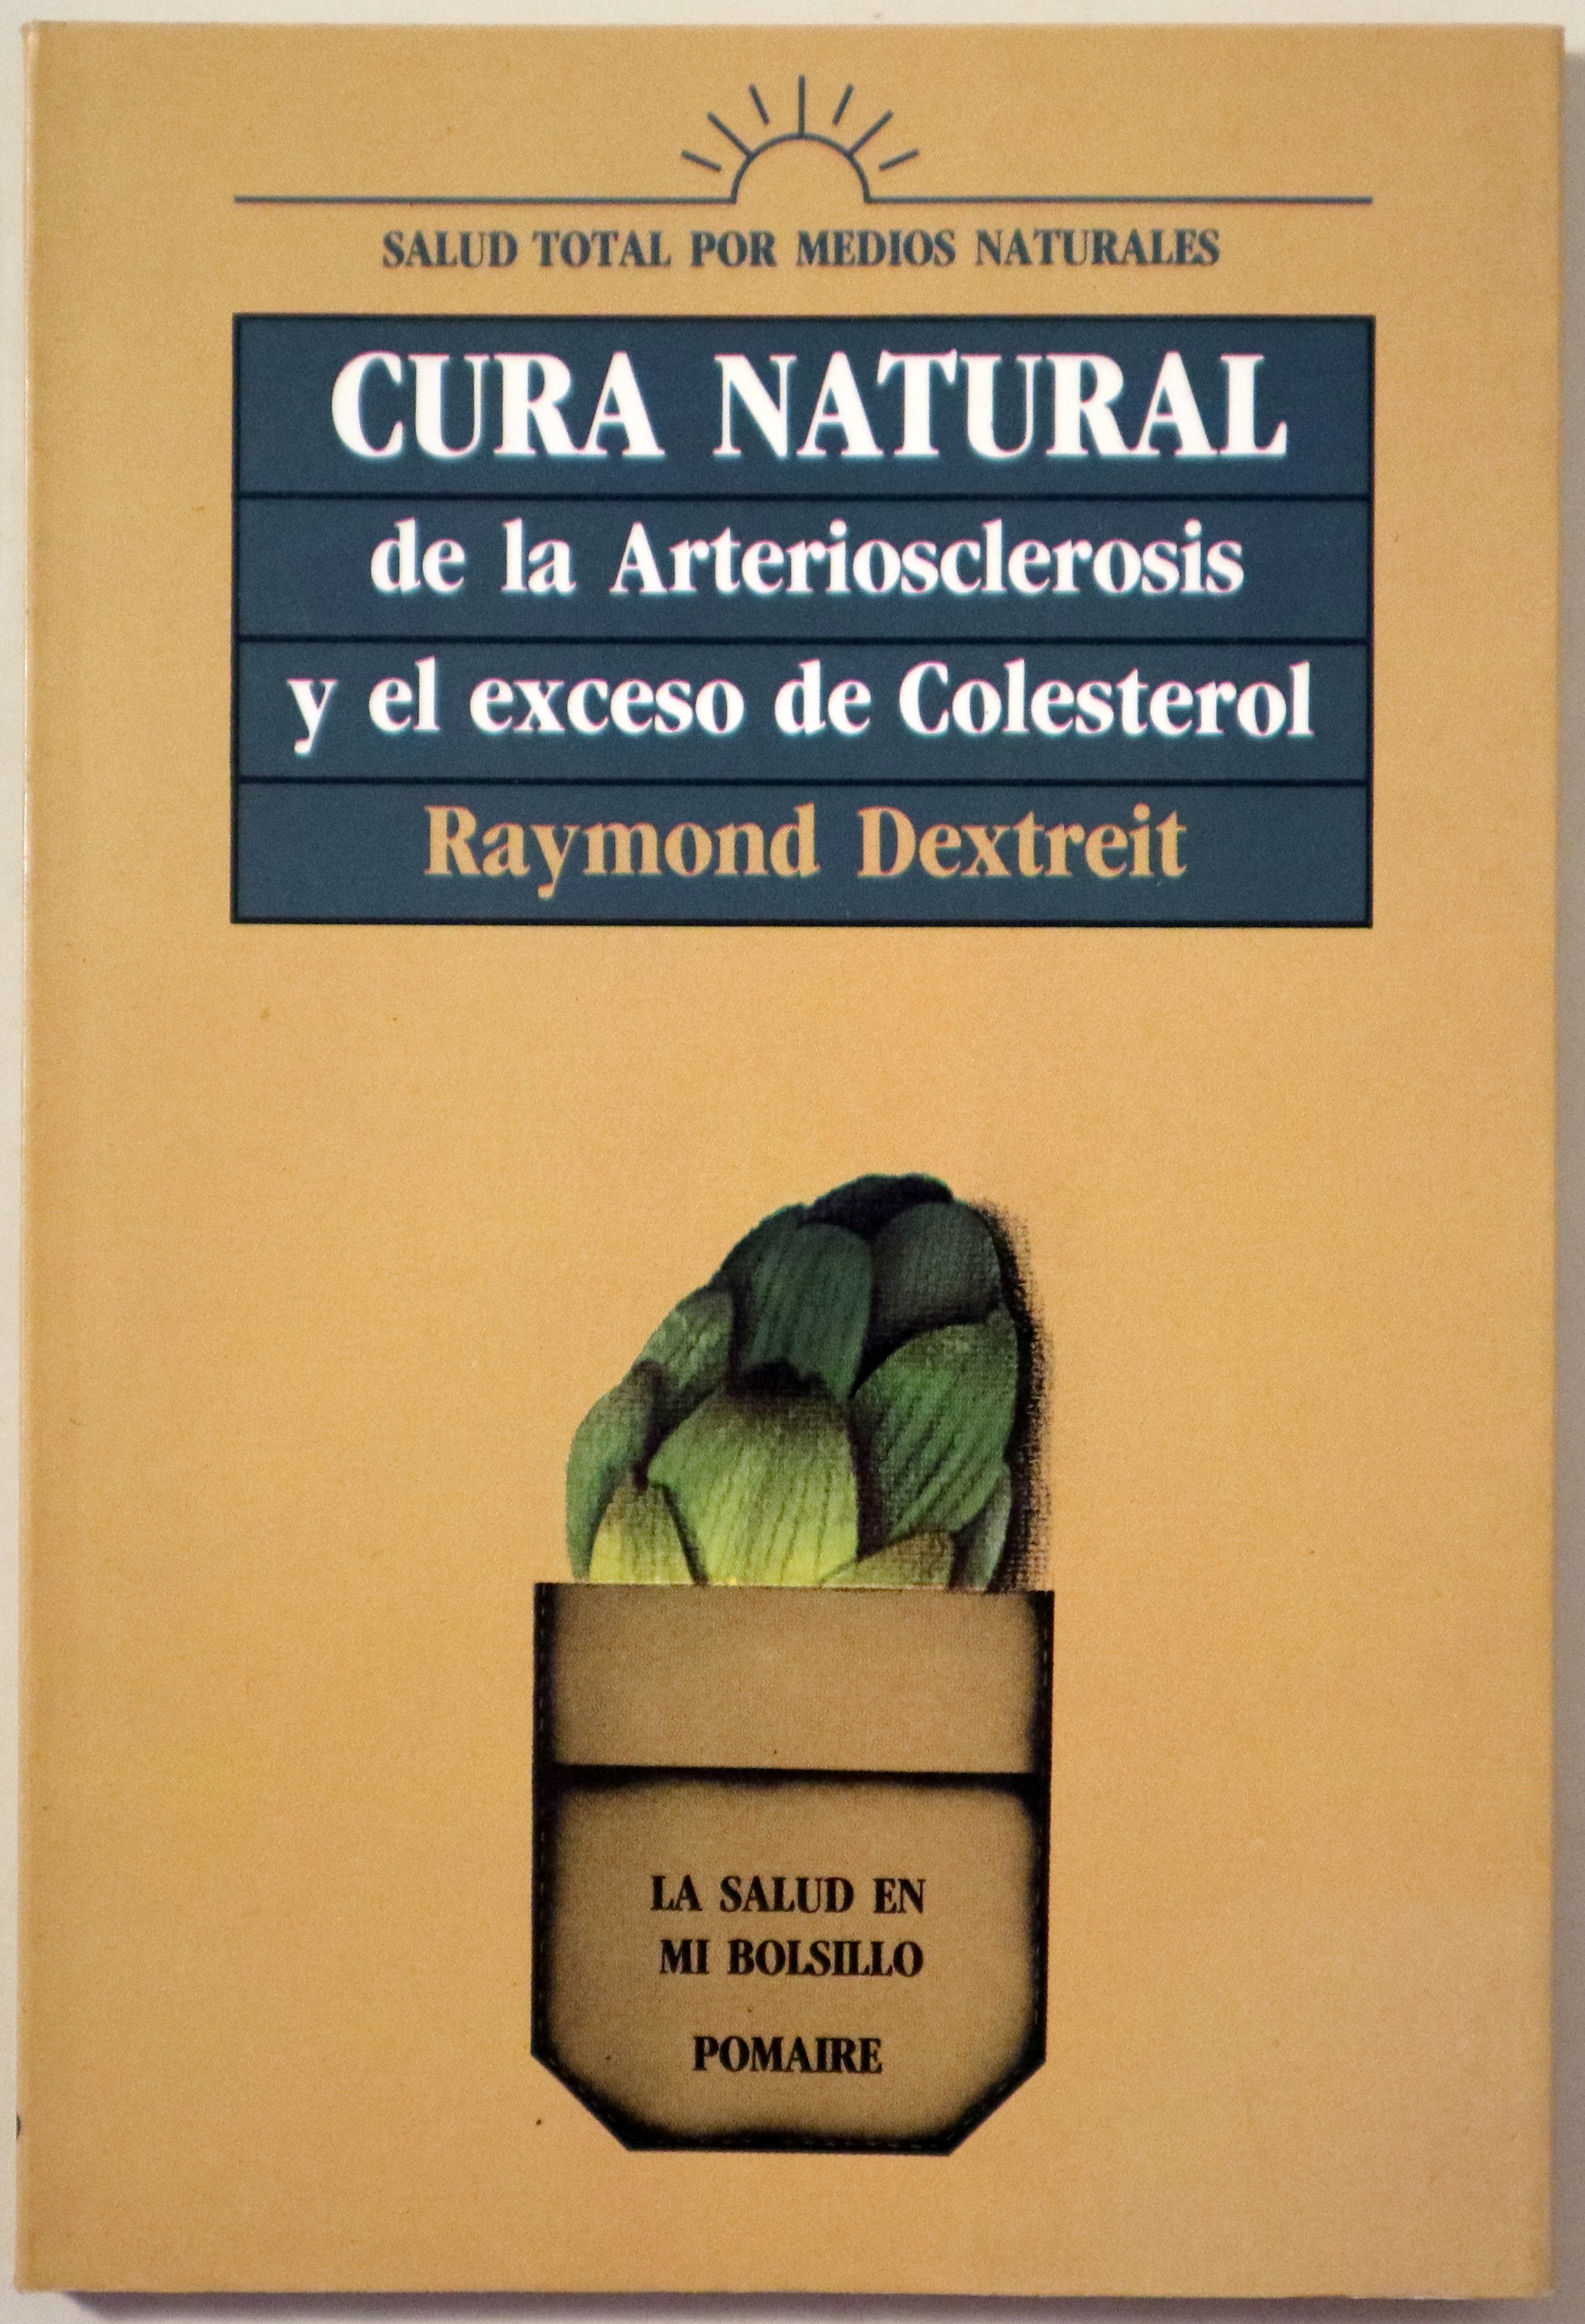 SALUD TOTAL POR MEDIOS NATURALES
CURA NATURAL
de la Arteriosclerosis
y el exceso de Colesterol
Raymond Dextreit
LA SALUD EN
MI BOLSILLO
POMAIRE